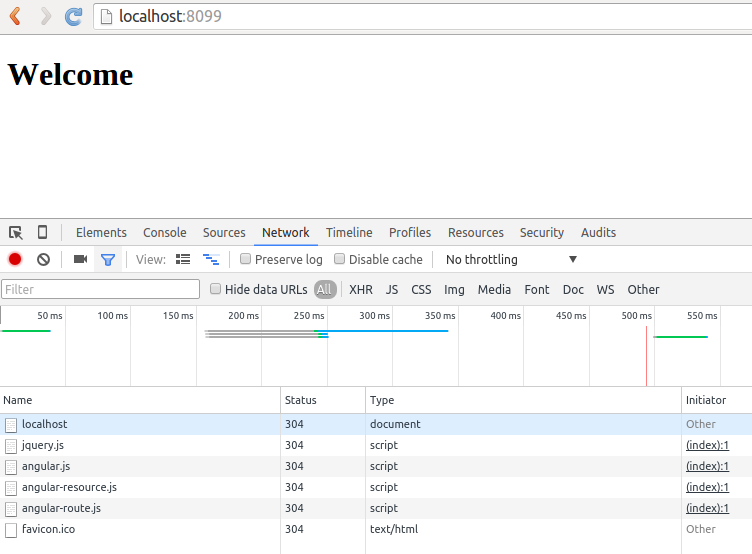 localhost:8099
Welcome
Elements Console Sources Network Timeline Profiles Resources Security Audits
View: Preserve log Disable cache No throttling
Filter Hide data URLs All XHR JS CSS Img Media Font Doc WS Other
50 ms 100 ms 150 ms 200 ms 250 ms 300 ms 350 ms 400 ms 450 ms 500 ms 550 ms
Name Status Type Initiator
localhost 304 document Other
jquery.js 304 script (index):1
angular.js 304 script (index):1
angular-resource.js 304 script (index):1
angular-route.js 304 script (index):1
favicon.ico 304 text/html Other